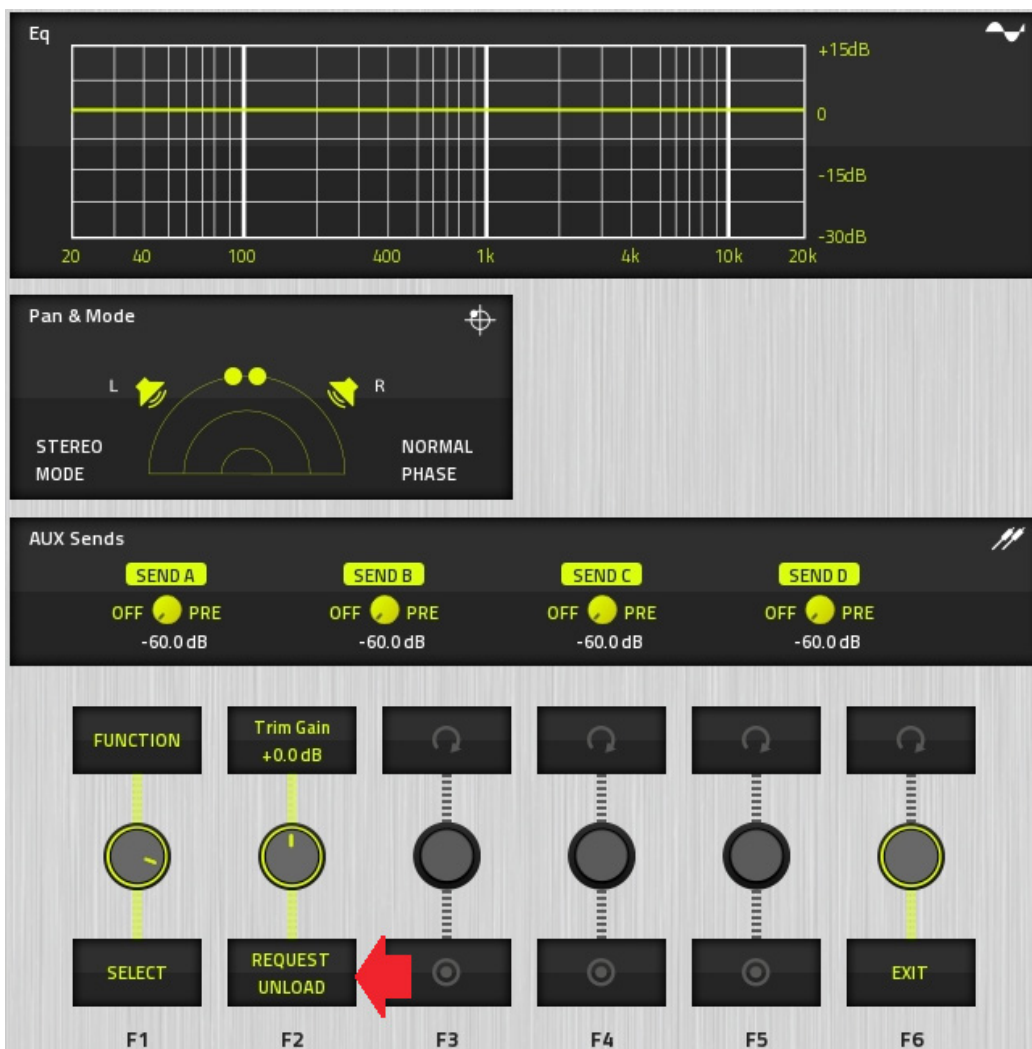 Eq
+15dB
0
-15dB
-30dB
20 40 100 400 1k 4k 10k 20k
Pan & Mode
L R
STEREO NORMAL
MODE PHASE
AUX Sends
SEND A SEND B SEND C SEND D
OFF PRE OFF PRE OFF PRE OFF PRE
-60.0 dB -60.0 dB -60.0 dB -60.0 dB
FUNCTION
Trim Gain
+0.0 dB
SELECT
REQUEST
UNLOAD
EXIT
F1 F2 F3 F4 F5 F6